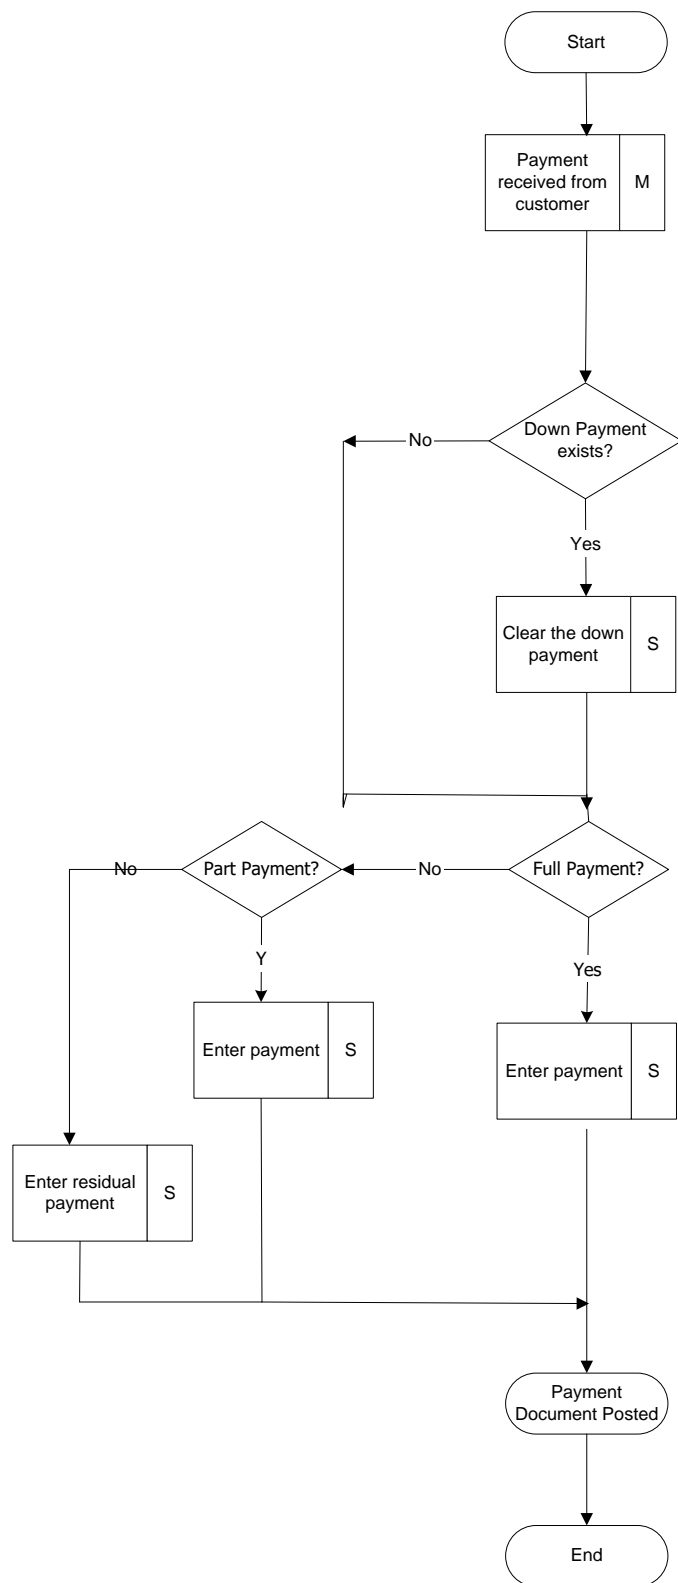 Start
Payment
received from
customer
M
Down Payment
exists?
No
Yes
Clear the down
payment
S
Full Payment?
No
Part Payment?
No
Y
Yes
Enter payment
S
Enter payment
S
Enter residual
payment
S
Payment
Document Posted
End